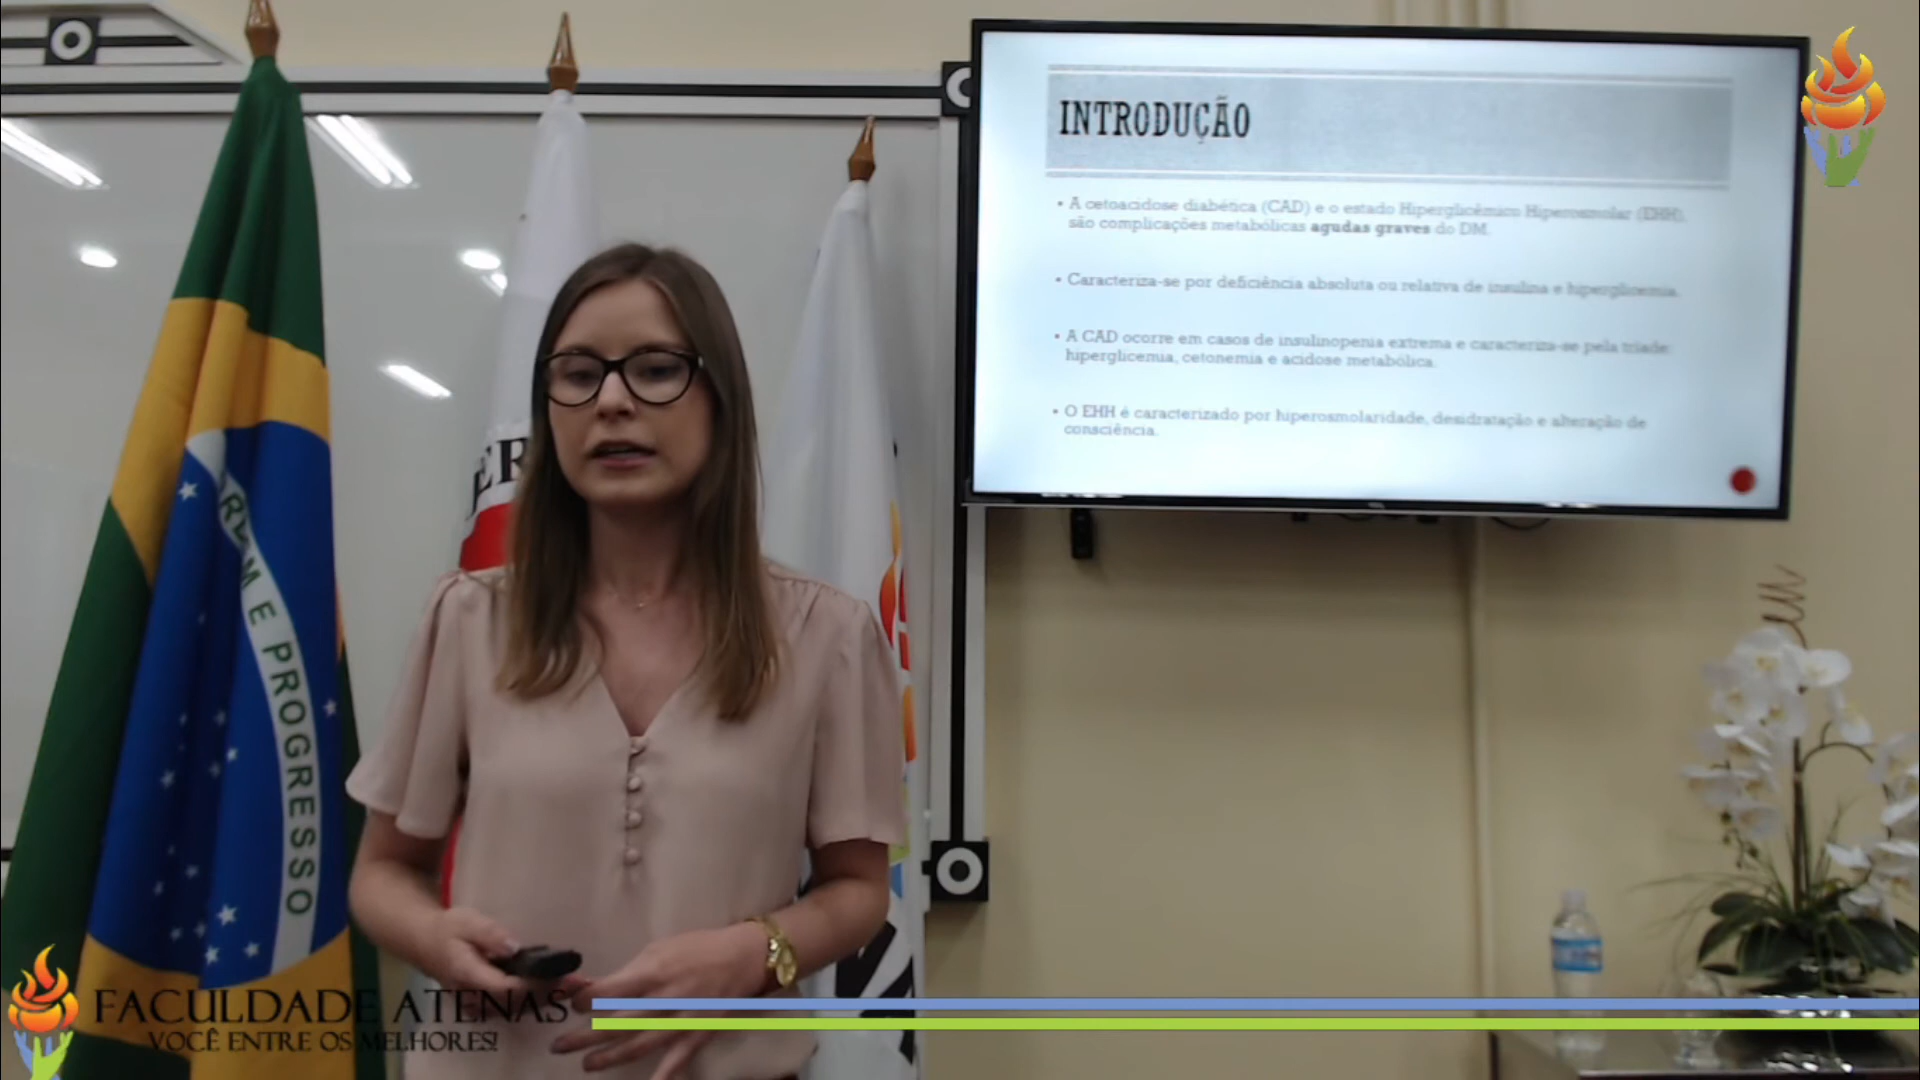 INTRODUÇÃO
• A cetoacidose diabética (CAD) e o estado Hiperglicêmico Hiperosmolar (EHH),
são complicações metabólicas agudas graves do DM.
• Caracteriza-se por deficiência absoluta ou relativa de insulina e hiperglicemia.
• A CAD ocorre em casos de insulinopenia extrema e caracteriza-se pela tríade:
hiperglicemia, cetonemia e acidose metabólica.
• O EHH é caracterizado por hiperosmolaridade, desidratação e alteração de
consciência.
ER
RDEM E PROGRESSO
FACULDADE ATENAS
VOCÊ ENTRE OS MELHORES!